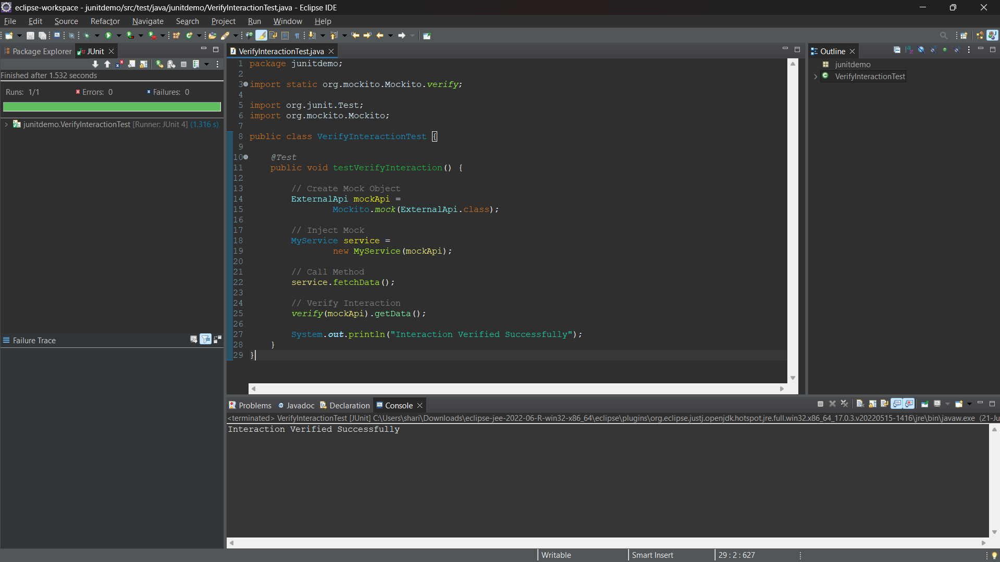 eclipse-workspace - junitdemo/src/test/java/junitdemo/VerifyInteractionTest.java - Eclipse IDE
File Edit Source Refactor Navigate Search Project Run Window Help
Package Explorer JUnit
Finished after 1.532 seconds
Runs: 1/1 Errors: 0 Failures: 0
junitdemo.VerifyInteractionTest [Runner: JUnit 4] (1.316 s)
Failure Trace
VerifyInteractionTest.java
1 package junitdemo;
2
3 import static org.mockito.Mockito.verify;
4
5 import org.junit.Test;
6 import org.mockito.Mockito;
7
8 public class VerifyInteractionTest {
9
10 @Test
11 public void testVerifyInteraction() {
12
13 // Create Mock Object
14 ExternalApi mockApi =
15 Mockito.mock(ExternalApi.class);
16
17 // Inject Mock
18 MyService service =
19 new MyService(mockApi);
20
21 // Call Method
22 service.fetchData();
23
24 // Verify Interaction
25 verify(mockApi).getData();
26
27 System.out.println("Interaction Verified Successfully");
28 }
29 }
Outline
junitdemo
VerifyInteractionTest
Problems Javadoc Declaration Console
<terminated> VerifyInteractionTest [JUnit] C:\Users\shari\Downloads\eclipse-jee-2022-06-R-win32-x86_64\eclipse\plugins\org.eclipse.justj.openjdk.hotspot.jre.full.win32.x86_64_17.0.3.v20220515-1416\jre\bin\javaw.exe (21-Ju
Interaction Verified Successfully
Writable Smart Insert 29 : 2 : 627